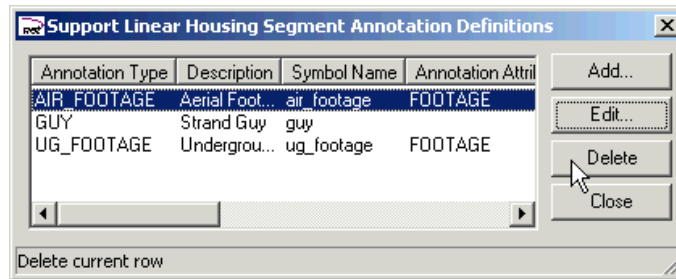 Support Linear Housing Segment Annotation Definitions
Annotation Type Description Symbol Name Annotation Attril
AIR_FOOTAGE Aerial Foot... air_footage FOOTAGE
GUY Strand Guy guy
UG_FOOTAGE Undergrou... ug_footage FOOTAGE
Add...
Edit...
Delete
Close
Delete current row